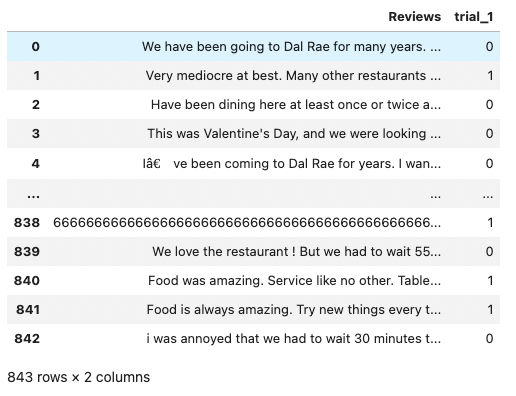 Reviews trial_1
0 We have been going to Dal Rae for many years. ... 0
1 Very mediocre at best. Many other restaurants ... 1
2 Have been dining here at least once or twice a... 0
3 This was Valentine's Day, and we were looking ... 0
4 Iâ€ ve been coming to Dal Rae for years. I wan... 0
... ... ...
838 6666666666666666666666666666666666666666666666... 1
839 We love the restaurant ! But we had to wait 55... 0
840 Food was amazing. Service like no other. Table... 1
841 Food is always amazing. Try new things every t... 1
842 i was annoyed that we had to wait 30 minutes t... 0
843 rows × 2 columns